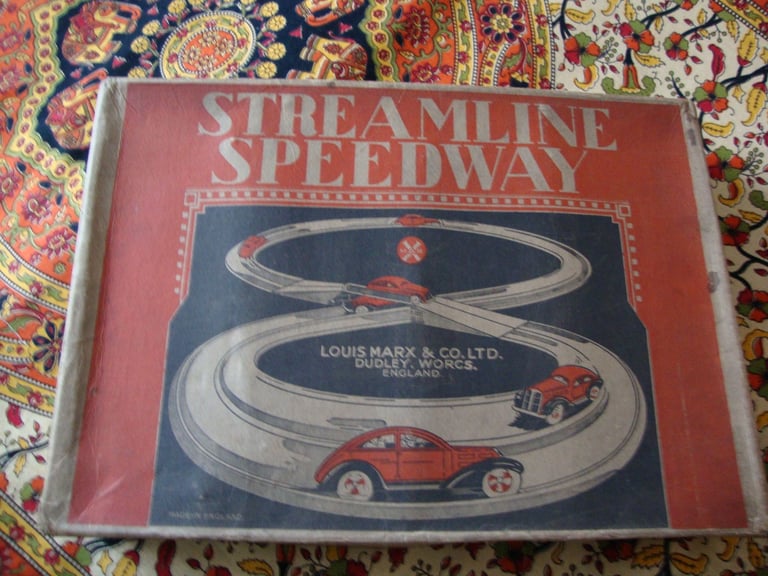 STREAMLINE
SPEEDWAY
LOUIS MARX & CO. LTD.
DUDLEY. WORCS.
ENGLAND
MADE IN ENGLAND